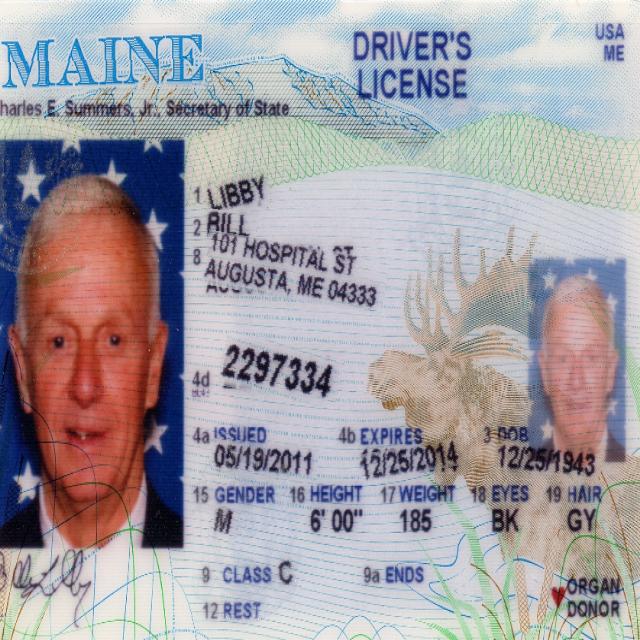 MAINE
DRIVER'S
LICENSE
USA
ME
harles E. Summers, Jr., Secretary of State
1 LIBBY
2 RILL
8 101 HOSPITAL ST
AUGUSTA, ME 04333
4d 2297334
4a ISSUED 4b EXPIRES 3 DOB
05/19/2011 12/25/2014 12/25/1943
15 GENDER 16 HEIGHT 17 WEIGHT 18 EYES 19 HAIR
M 6' 00" 185 BK GY
9 CLASS C 9a ENDS
12 REST
ORGAN
DONOR